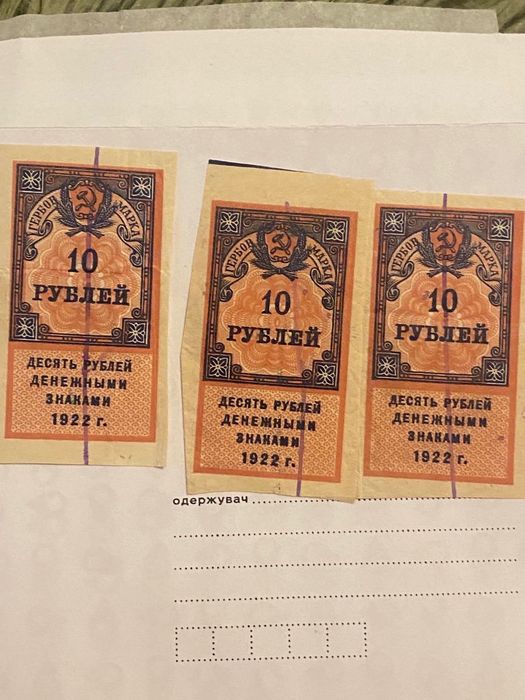 ГЕРБОВ. МАРКА
10
РУБЛЕЙ
ДЕСЯТЬ РУБЛЕЙ
ДЕНЕЖНЫМИ
ЗНАКАМИ
1922 г.
ГЕРБОВ. МАРКА
10
РУБЛЕЙ
ДЕСЯТЬ РУБЛЕЙ
ДЕНЕЖНЫМИ
ЗНАКАМИ
1922 г.
ГЕРБОВ. МАРКА
10
РУБЛЕЙ
ДЕСЯТЬ РУБЛЕЙ
ДЕНЕЖНЫМИ
ЗНАКАМИ
1922 г.
одержувач